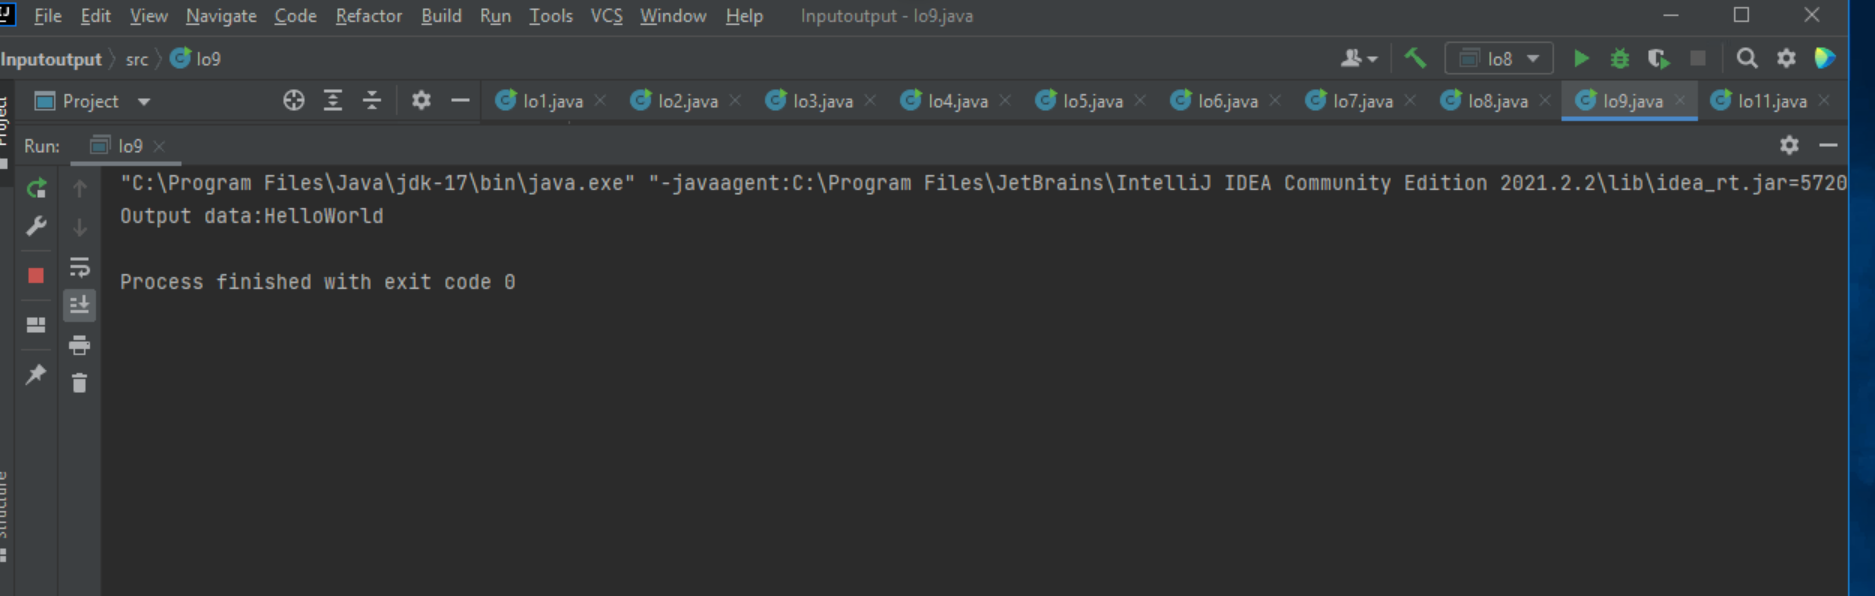 File Edit View Navigate Code Refactor Build Run Tools VCS Window Help Inputoutput - Io9.java
Inputoutput src Io9 Io8
Project Io1.java Io2.java Io3.java Io4.java Io5.java Io6.java Io7.java Io8.java Io9.java Io11.java
Project
Run: Io9
"C:\Program Files\Java\jdk-17\bin\java.exe" "-javaagent:C:\Program Files\JetBrains\IntelliJ IDEA Community Edition 2021.2.2\lib\idea_rt.jar=5720
Output data:HelloWorld
Process finished with exit code 0
Structure